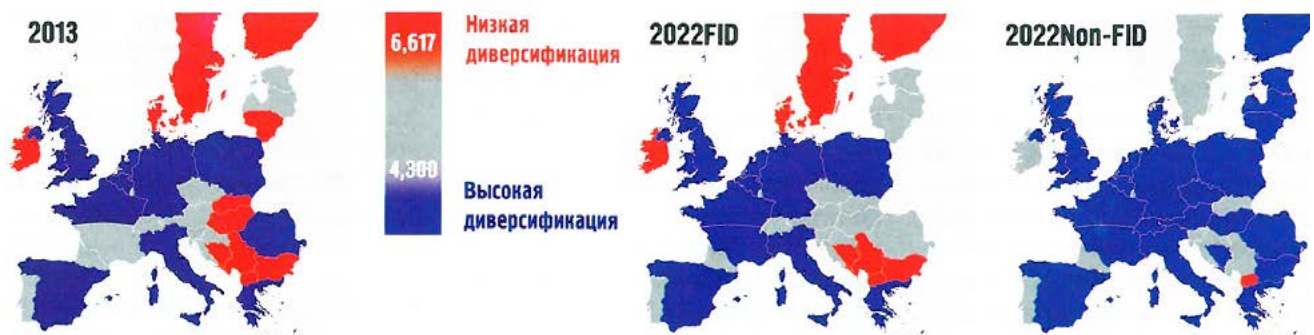 2013
6,617
Низкая
диверсификация
4,300
Высокая
диверсификация
2022FID
2022Non-FID